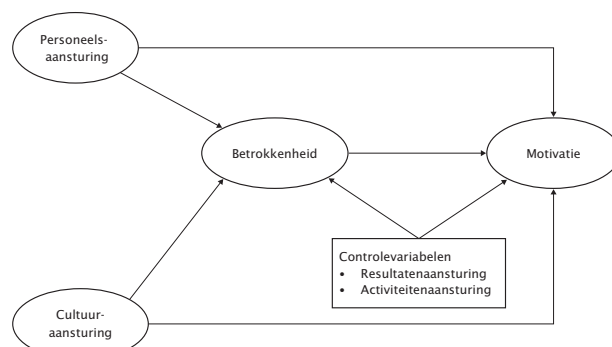 Personeels-
aansturing
Betrokkenheid
Motivatie
Controlevariabelen
• Resultatenaansturing
• Activiteitenaansturing
Cultuur-
aansturing